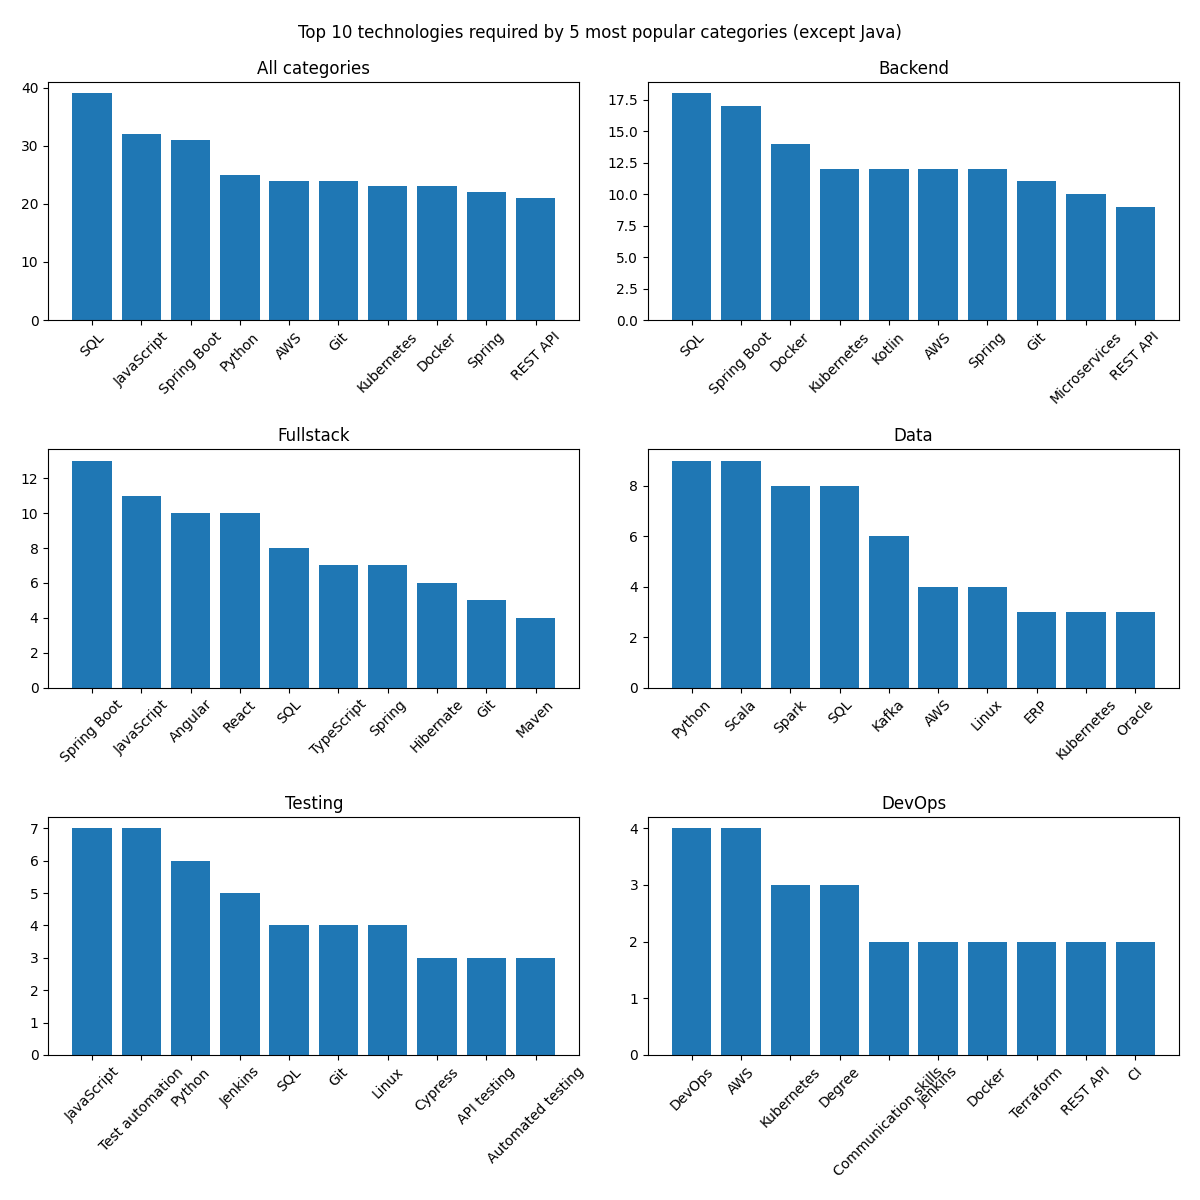 Top 10 technologies required by 5 most popular categories (except Java)
All categories
40
30
20
10
0
SQL
JavaScript
Spring Boot
Python
AWS
Git
Kubernetes
Docker
Spring
REST API
Backend
17.5
15.0
12.5
10.0
7.5
5.0
2.5
0.0
SQL
Spring Boot
Docker
Kubernetes
Kotlin
AWS
Spring
Git
Microservices
REST API
Fullstack
12
10
8
6
4
2
0
Spring Boot
JavaScript
Angular
React
SQL
TypeScript
Spring
Hibernate
Git
Maven
Data
8
6
4
2
0
Python
Scala
Spark
SQL
Kafka
AWS
Linux
ERP
Kubernetes
Oracle
Testing
7
6
5
4
3
2
1
0
JavaScript
Test automation
Python
Jenkins
SQL
Git
Linux
Cypress
API testing
Automated testing
DevOps
4
3
2
1
0
DevOps
AWS
Kubernetes
Degree
Communication skills
Jenkins
Docker
Terraform
REST API
CI